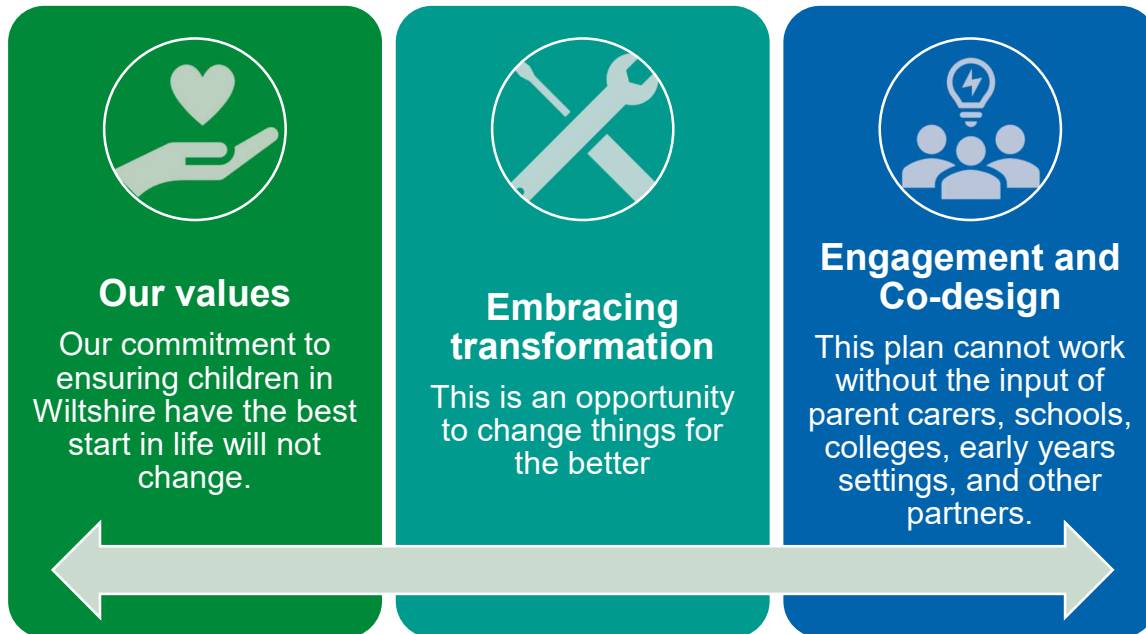 Our values
Our commitment to
ensuring children in
Wiltshire have the best
start in life will not
change.
Embracing
transformation
This is an opportunity
to change things for
the better
Engagement and
Co-design
This plan cannot work
without the input of
parent carers, schools,
colleges, early years
settings, and other
partners.